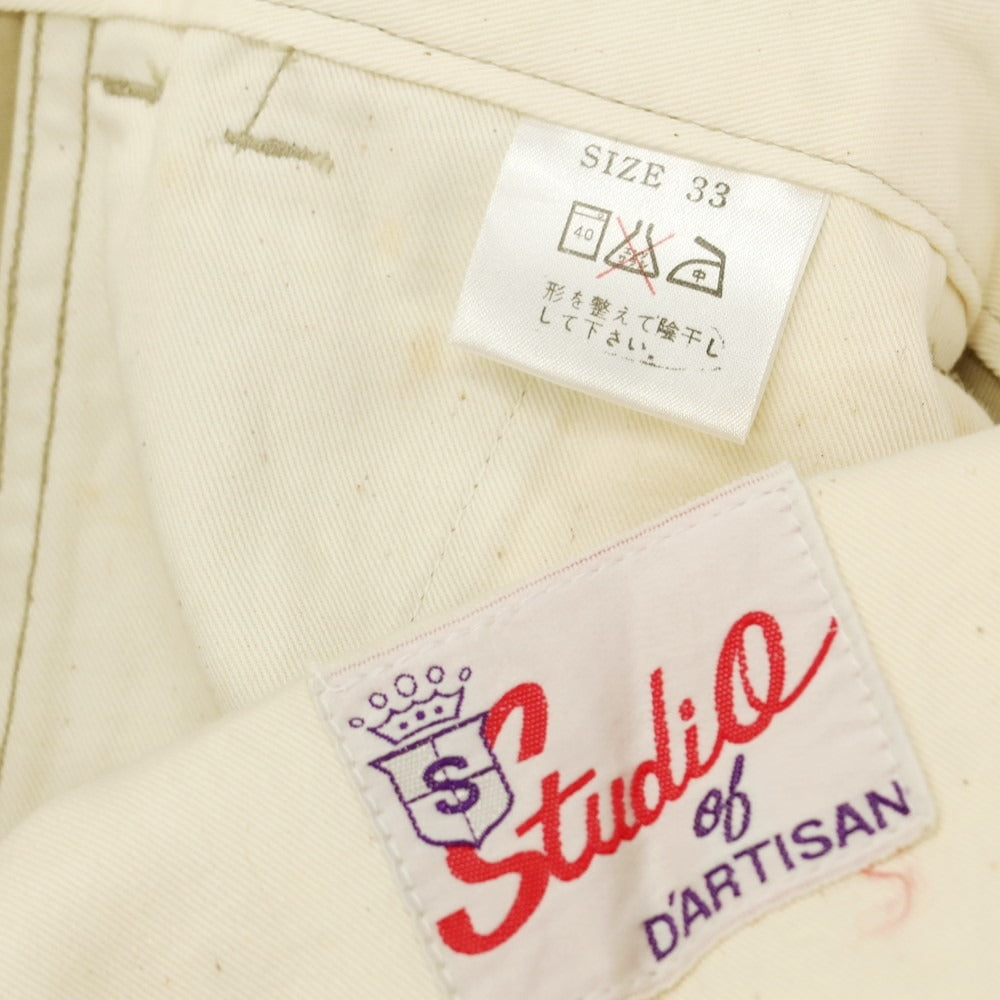 SIZE 33
40
中
形を整えて陰干し
して下さい。
S
Studio
of
D'ARTISAN